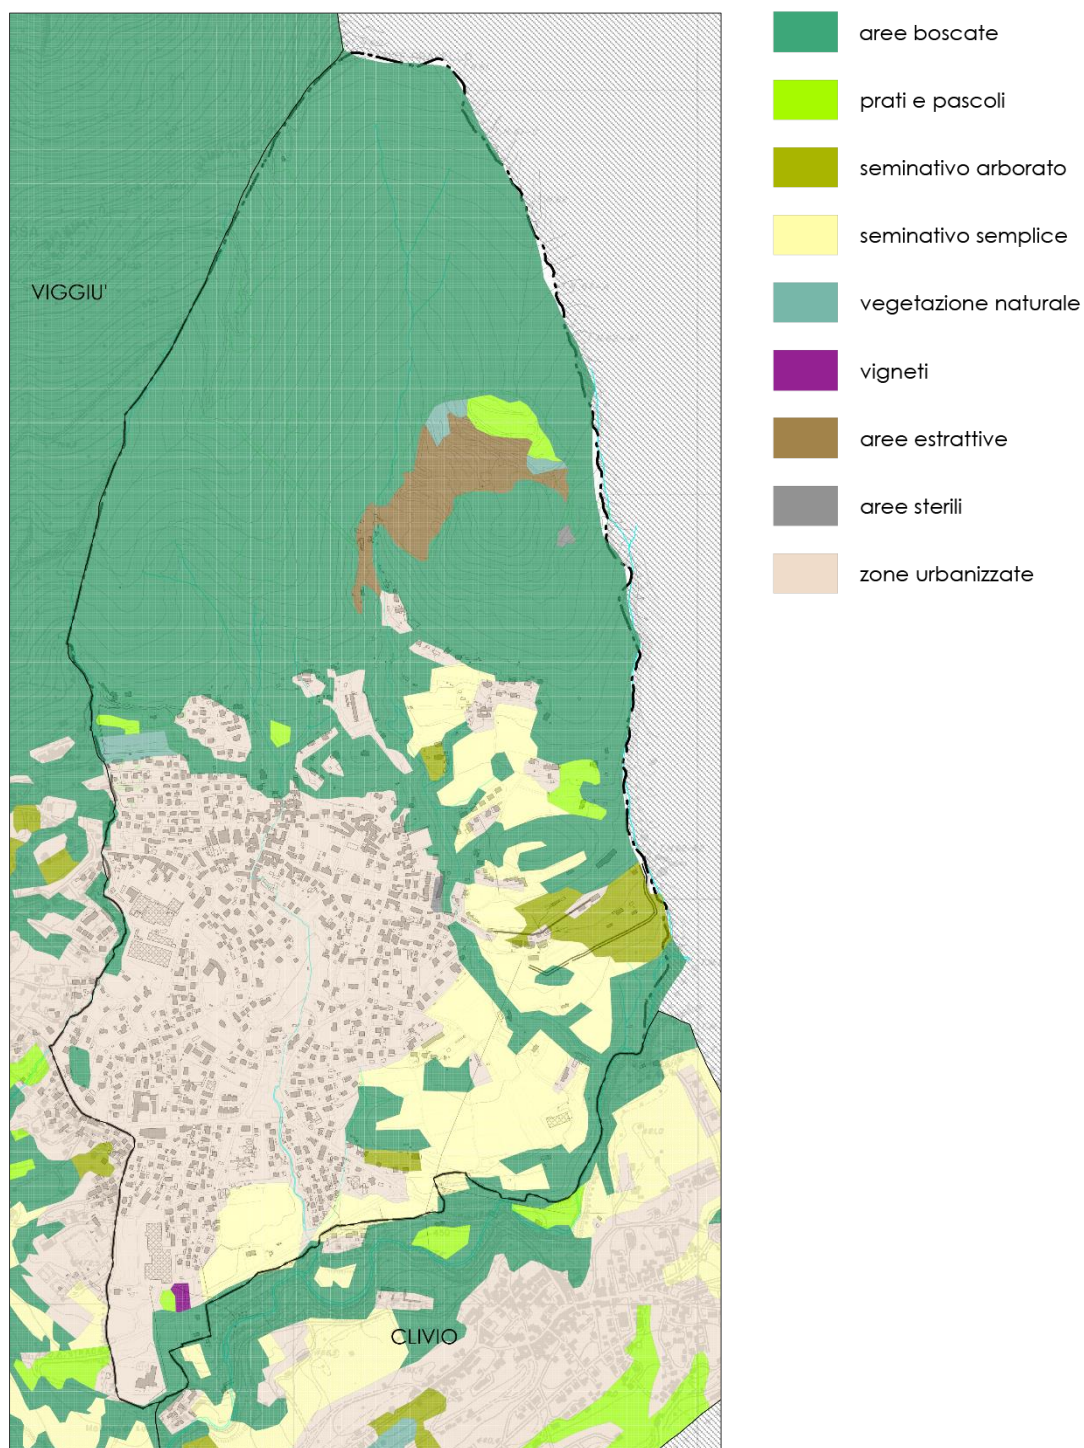 aree boscate
prati e pascoli
seminativo arborato
seminativo semplice
VIGGIU'
vegetazione naturale
vigneti
aree estrattive
aree sterili
zone urbanizzate
CLIVIO